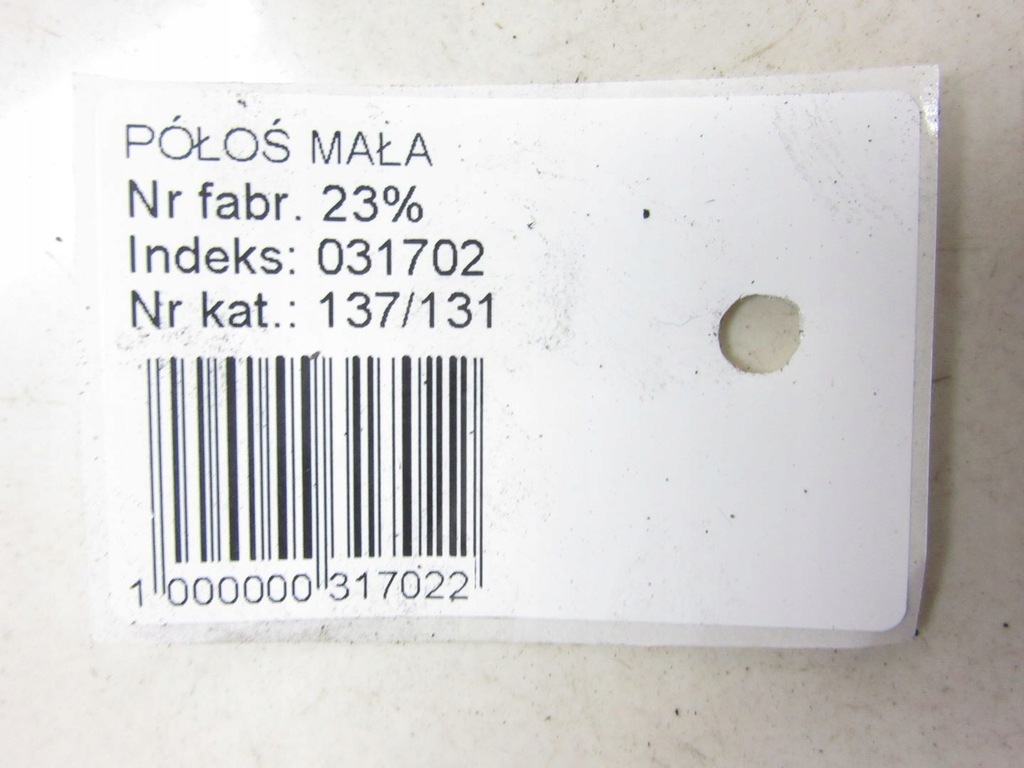 PÓŁOŚ MAŁA
Nr fabr. 23%
Indeks: 031702
Nr kat.: 137/131
1 000000 317022